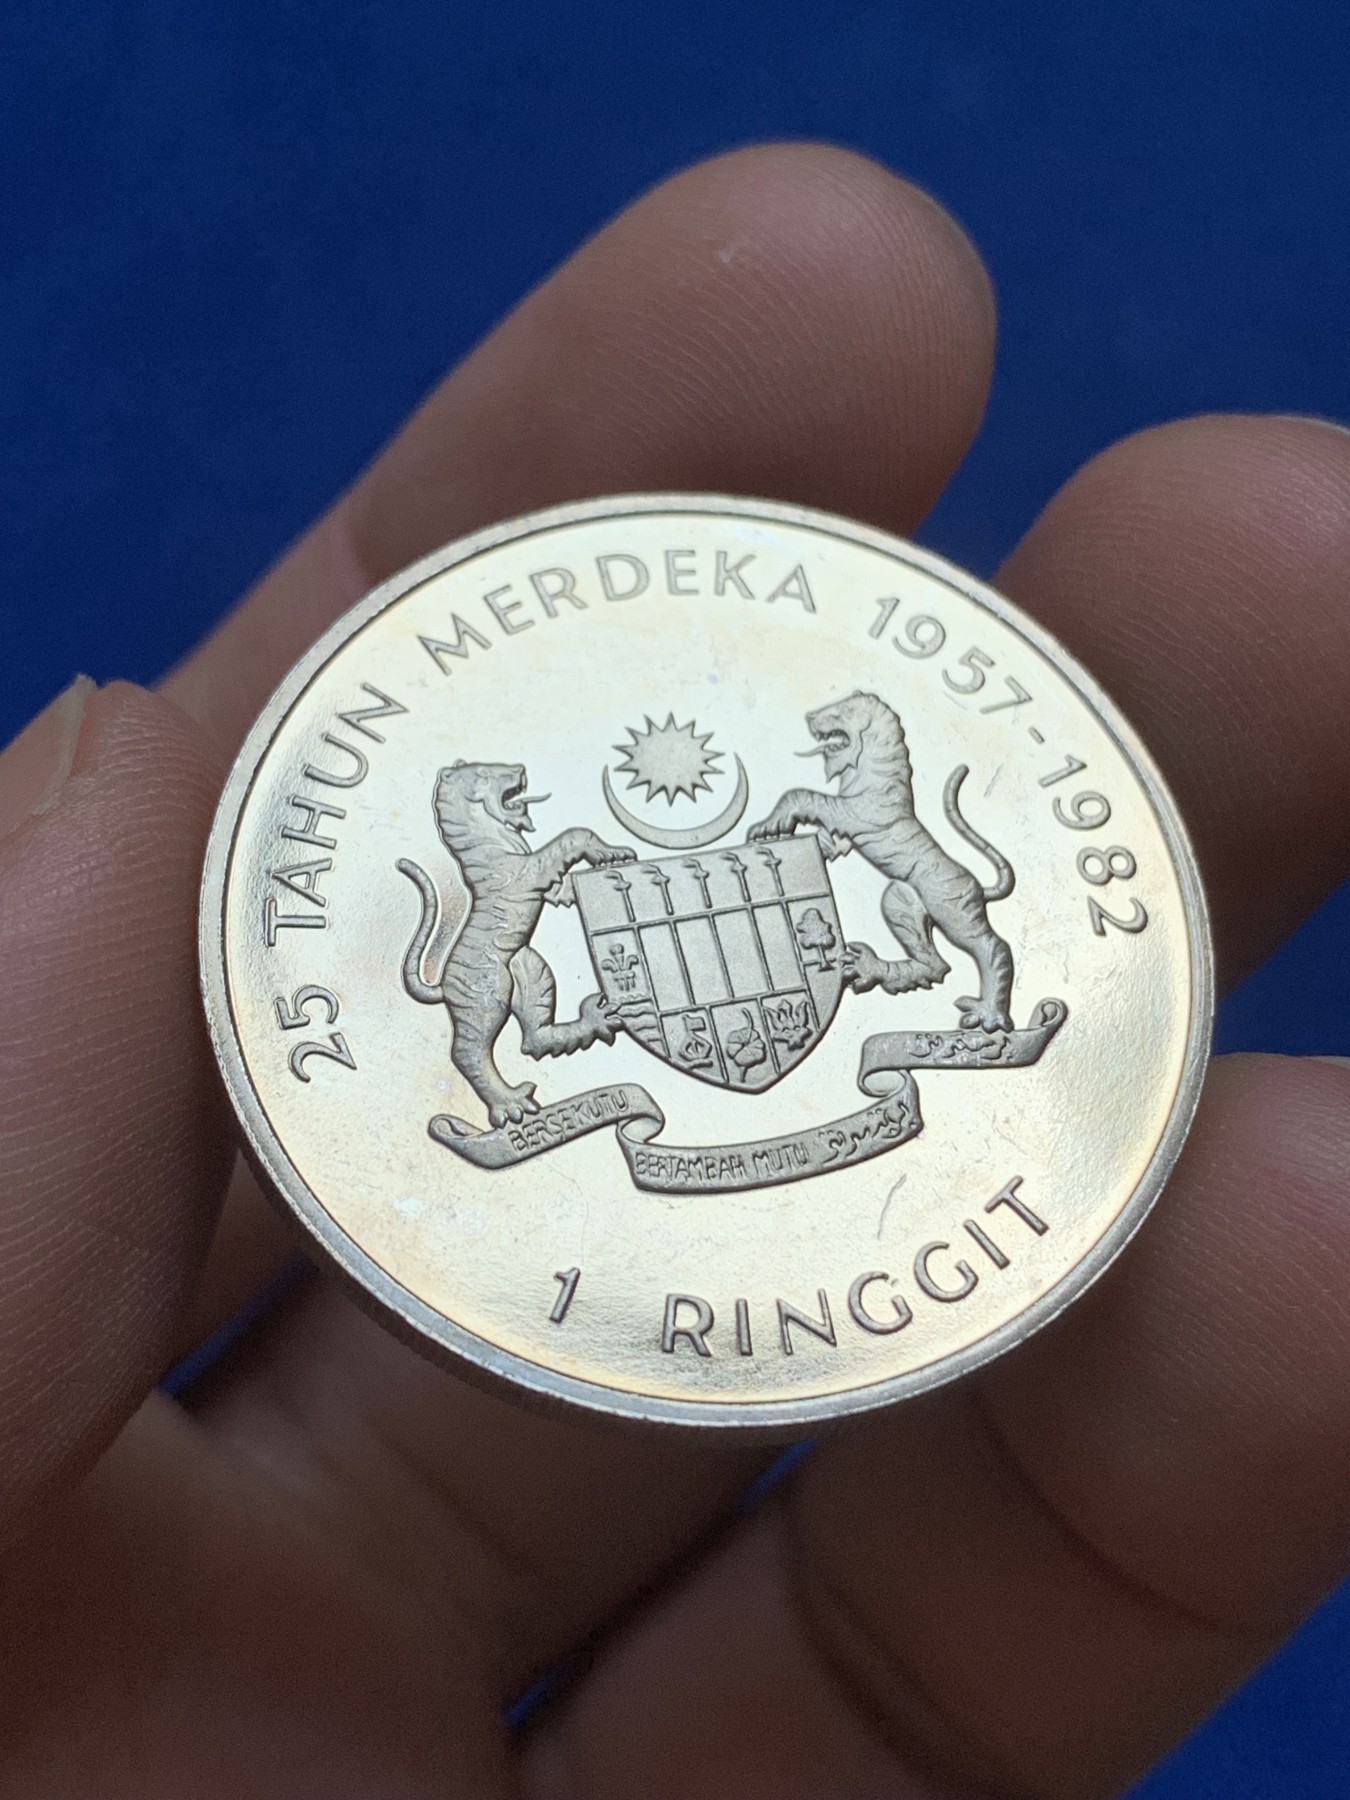 25 TAHUN MERDEKA 1957-1982
BERSEKUTU
BERTAMBAH MUTU
1 RINGGIT